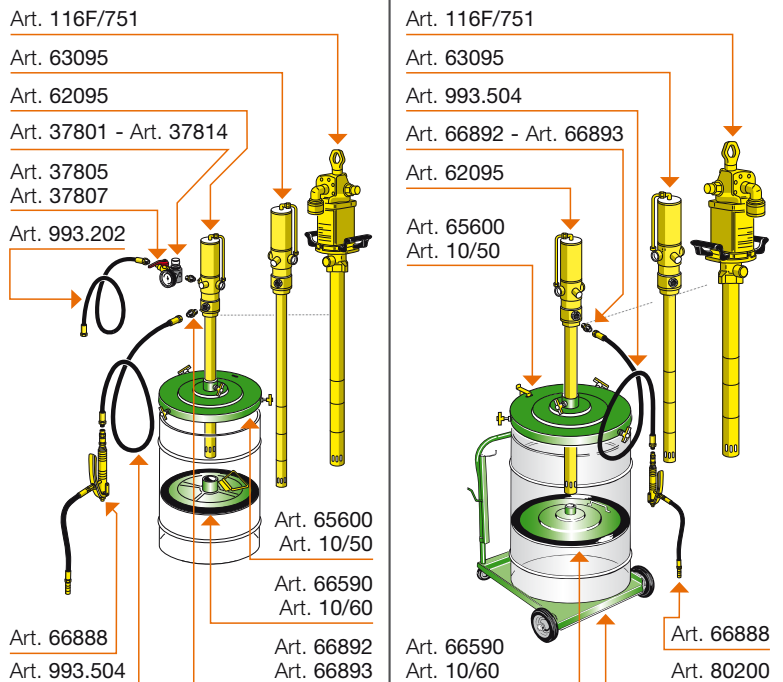 Art. 116F/751
Art. 63095
Art. 62095
Art. 37801 - Art. 37814
Art. 37805
Art. 37807
Art. 993.202
Art. 65600
Art. 10/50
Art. 66590
Art. 10/60
Art. 66888
Art. 993.504
Art. 66892
Art. 66893
Art. 116F/751
Art. 63095
Art. 993.504
Art. 66892 - Art. 66893
Art. 62095
Art. 65600
Art. 10/50
Art. 66590
Art. 10/60
Art. 66888
Art. 80200